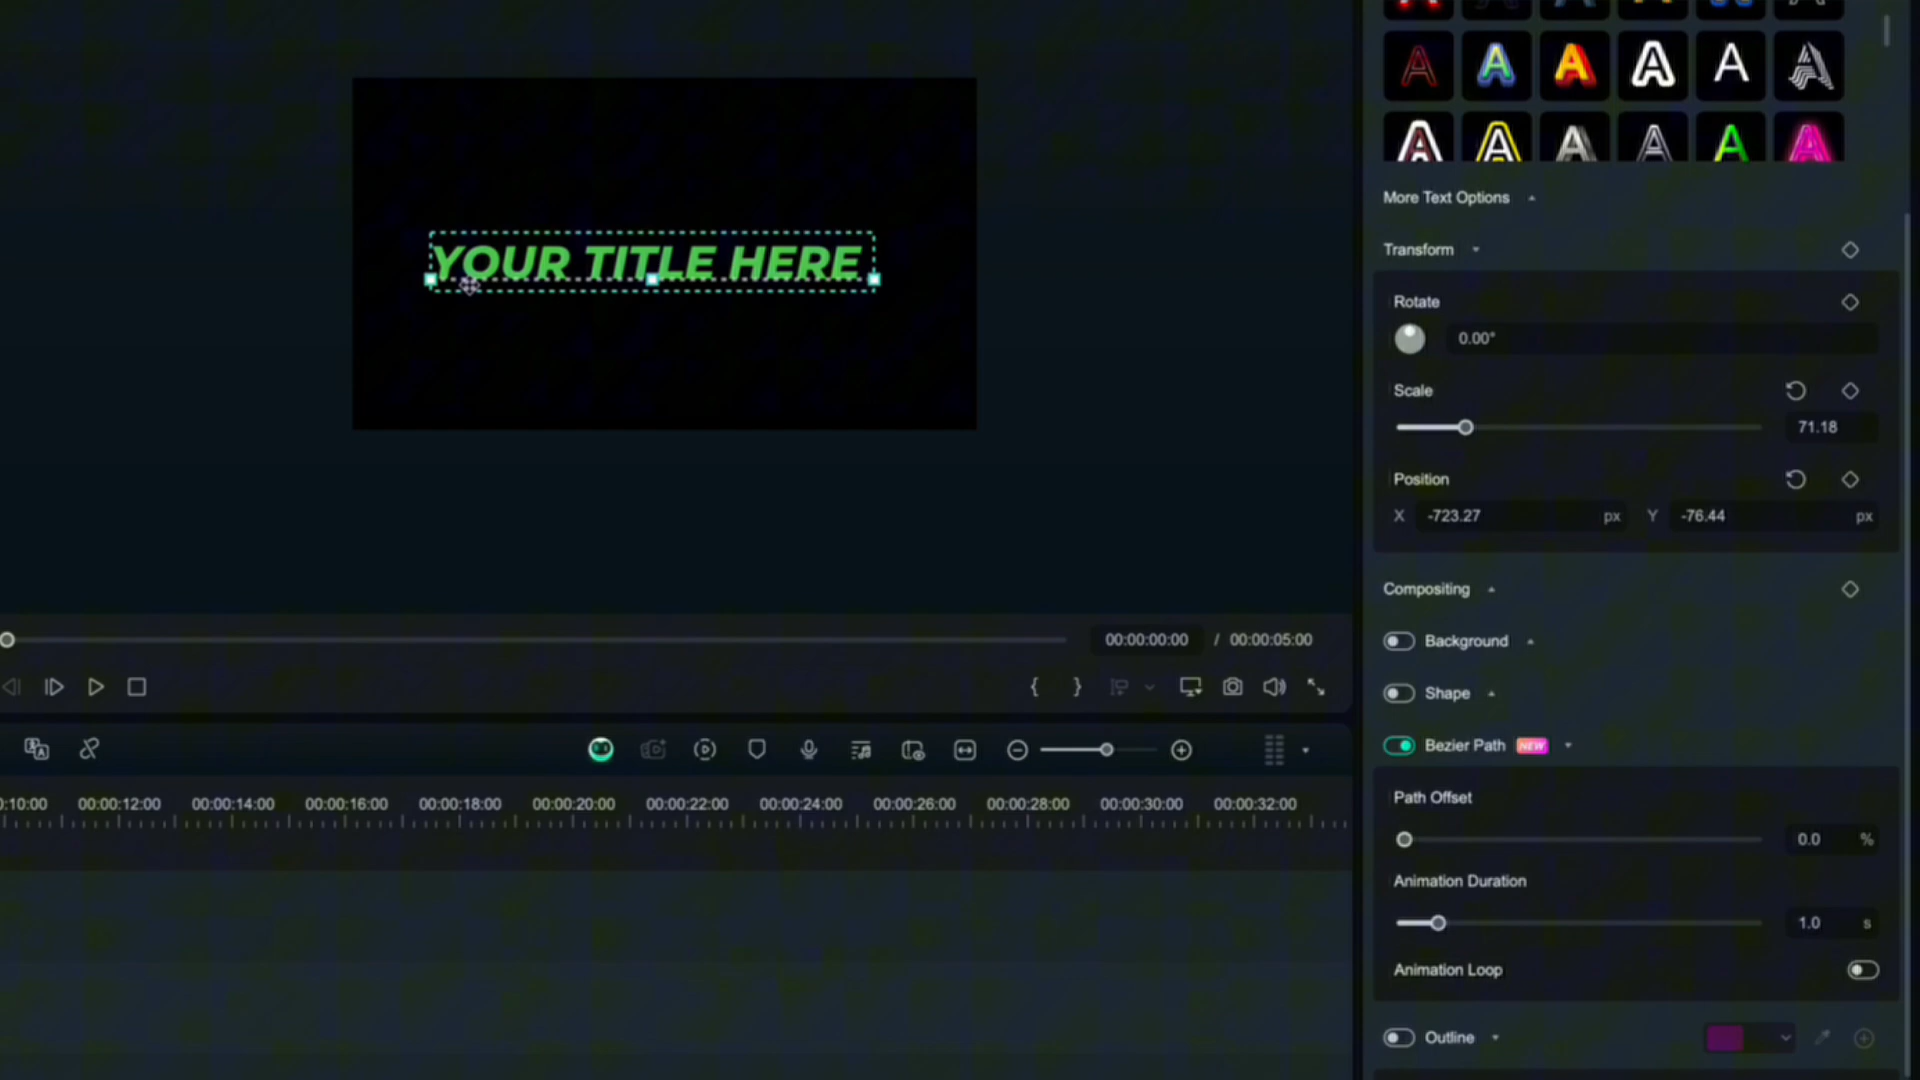 A A A A A A
A A A A A A
YOUR TITLE HERE
More Text Options
Transform
Rotate
0.00°
Scale
71.18
Position
X -723.27 px Y -76.44 px
Compositing
Background
Shape
Bezier Path NEW
Path Offset
0.0 %
Animation Duration
1.0 s
Animation Loop
Outline
00:00:00:00 / 00:00:05:00
{ }
0:10:00 00:00:12:00 00:00:14:00 00:00:16:00 00:00:18:00 00:00:20:00 00:00:22:00 00:00:24:00 00:00:26:00 00:00:28:00 00:00:30:00 00:00:32:00